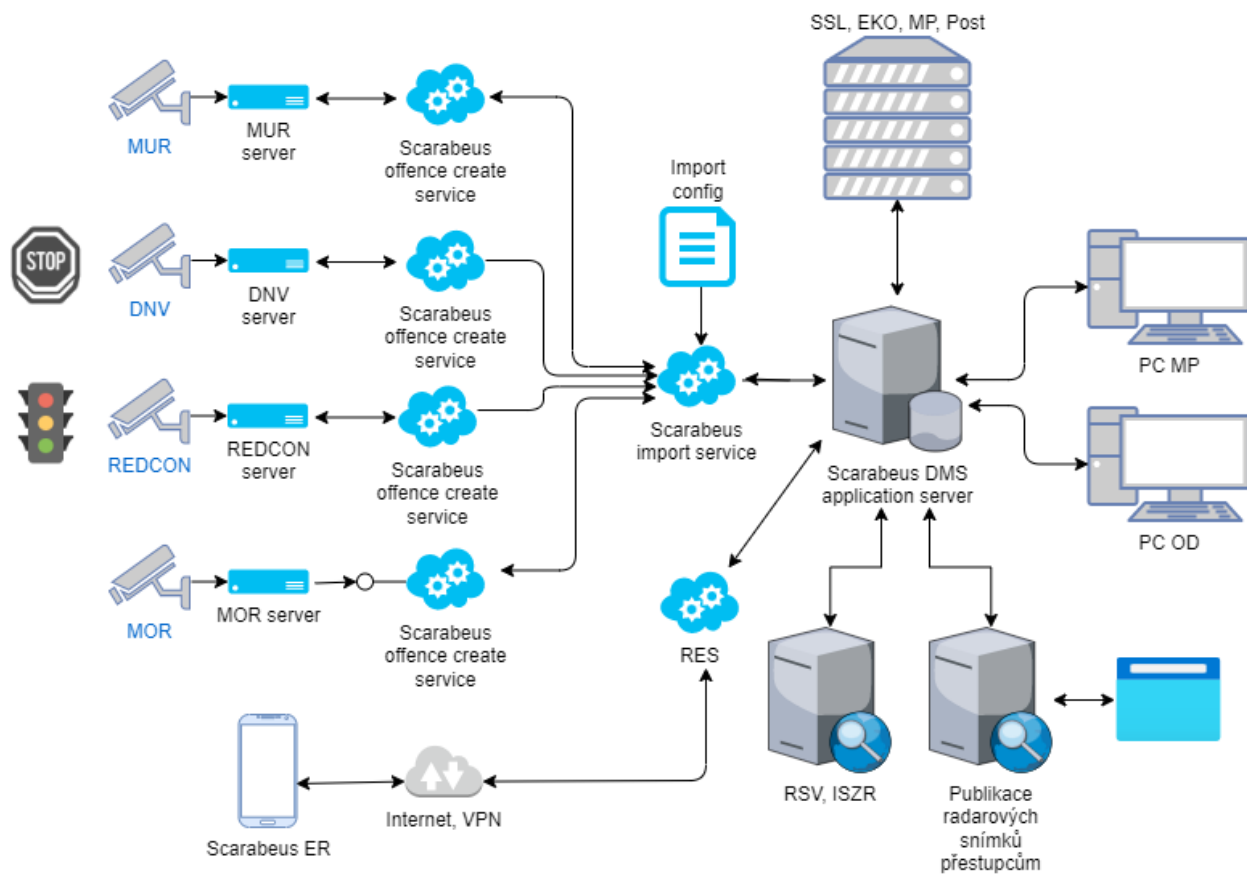 SSL, EKO, MP, Post
MUR
MUR
server
Scarabeus
offence create
service
Import
config
STOP
DNV
DNV
server
Scarabeus
offence create
service
PC MP
REDCON
REDCON
server
Scarabeus
offence create
service
Scarabeus
import service
Scarabeus DMS
application server
PC OD
MOR
MOR server
Scarabeus
offence create
service
RES
Scarabeus ER
Internet, VPN
RSV, ISZR
Publikace
radarových
snímků
přestupcům